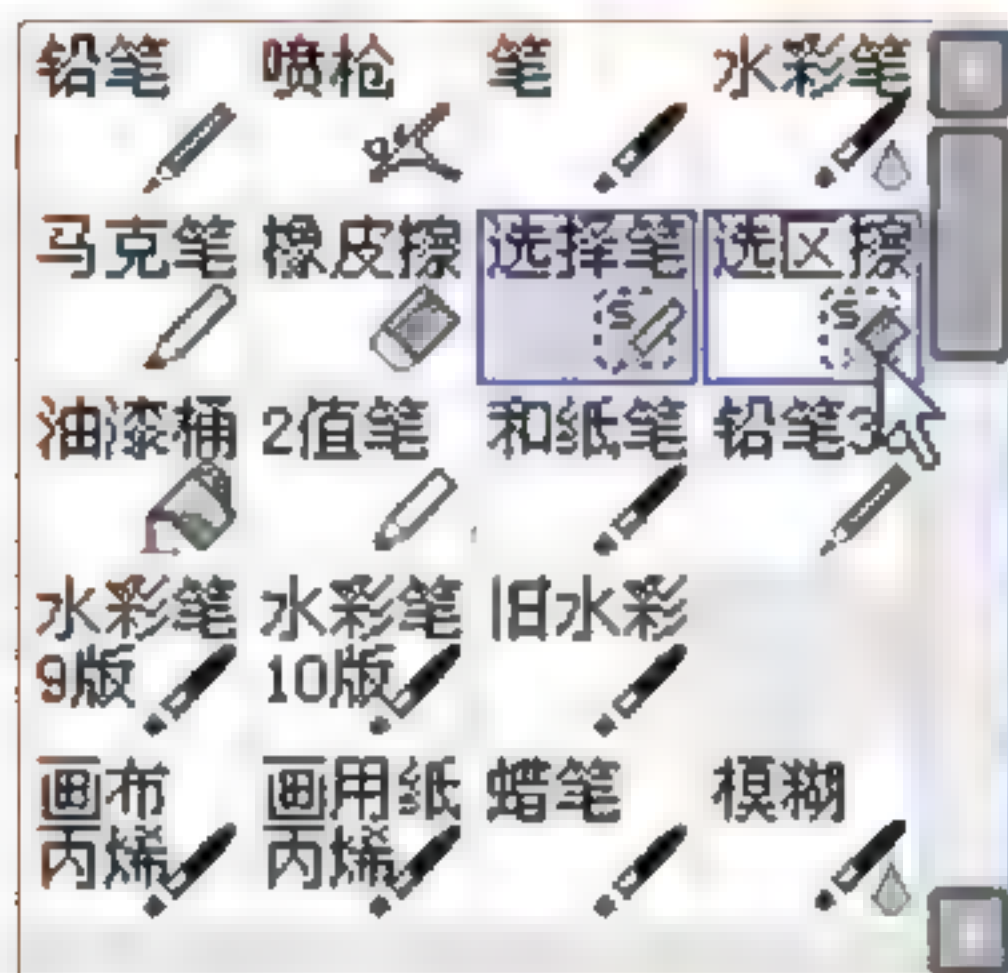 铅笔 喷枪 笔 水彩笔
马克笔 橡皮擦 选择笔 选区擦
油漆桶 2值笔 和纸笔 铅笔3
水彩笔 水彩笔 旧水彩
9版 10版
画布 画用纸 蜡笔 模糊
丙烯 丙烯